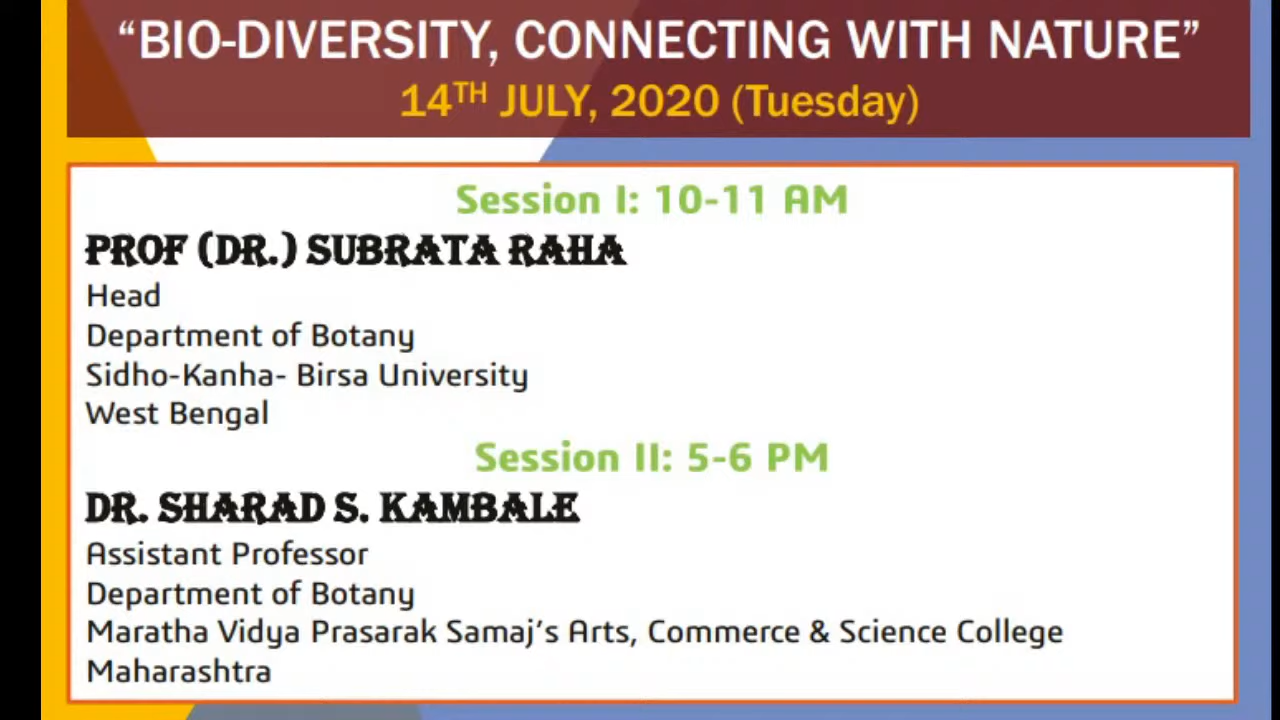 “BIO-DIVERSITY, CONNECTING WITH NATURE”
14TH JULY, 2020 (Tuesday)
Session I: 10-11 AM
PROF (DR.) SUBRATA RAHA
Head
Department of Botany
Sidho-Kanha- Birsa University
West Bengal
Session II: 5-6 PM
DR. SHARAD S. KAMBALE
Assistant Professor
Department of Botany
Maratha Vidya Prasarak Samaj’s Arts, Commerce & Science College
Maharashtra